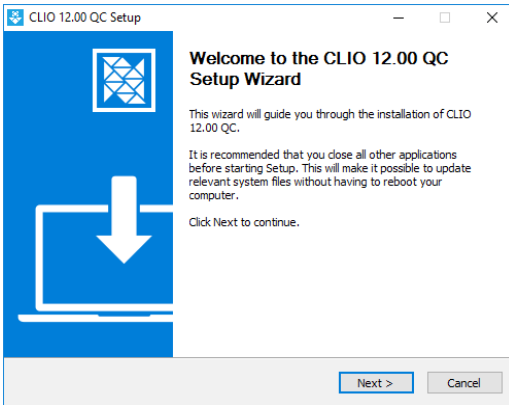 CLIO 12.00 QC Setup
Welcome to the CLIO 12.00 QC
Setup Wizard
This wizard will guide you through the installation of CLIO
12.00 QC.
It is recommended that you close all other applications
before starting Setup. This will make it possible to update
relevant system files without having to reboot your
computer.
Click Next to continue.
Next >
Cancel